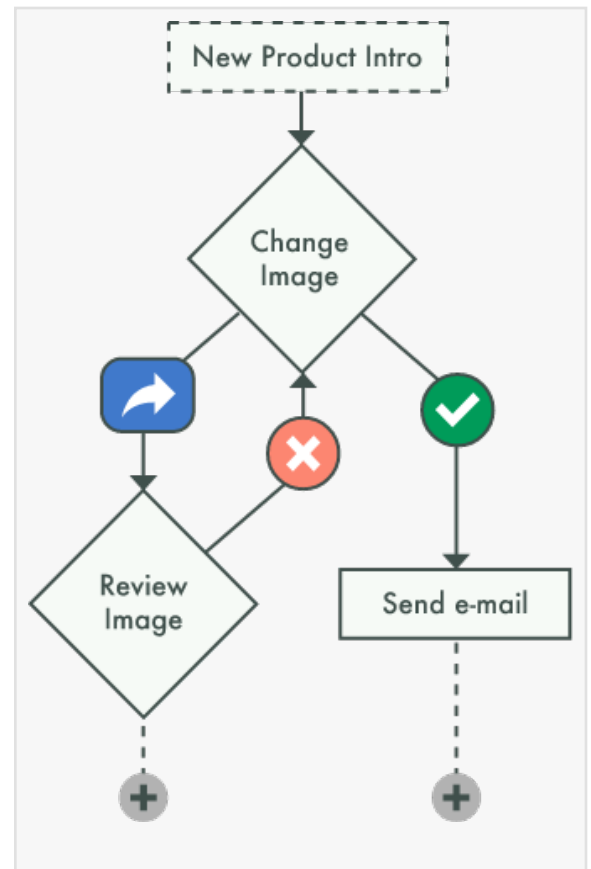 New Product Intro
Change
Image
Review
Image
Send e-mail